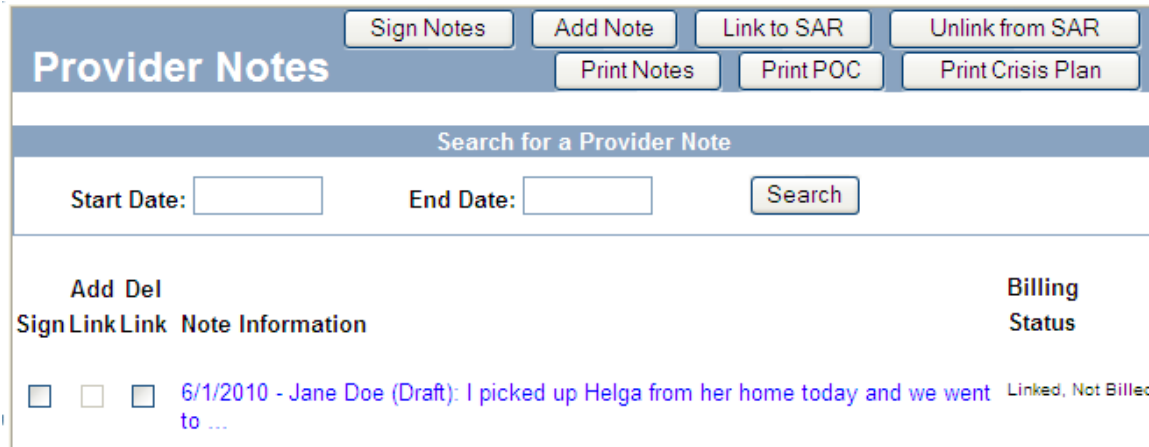 Sign Notes Add Note Link to SAR Unlink from SAR
Provider Notes Print Notes Print POC Print Crisis Plan
Search for a Provider Note
Start Date: End Date: Search
Add Del Billing
Sign Link Link Note Information Status
6/1/2010 - Jane Doe (Draft): I picked up Helga from her home today and we went Linked, Not Billed
to ...